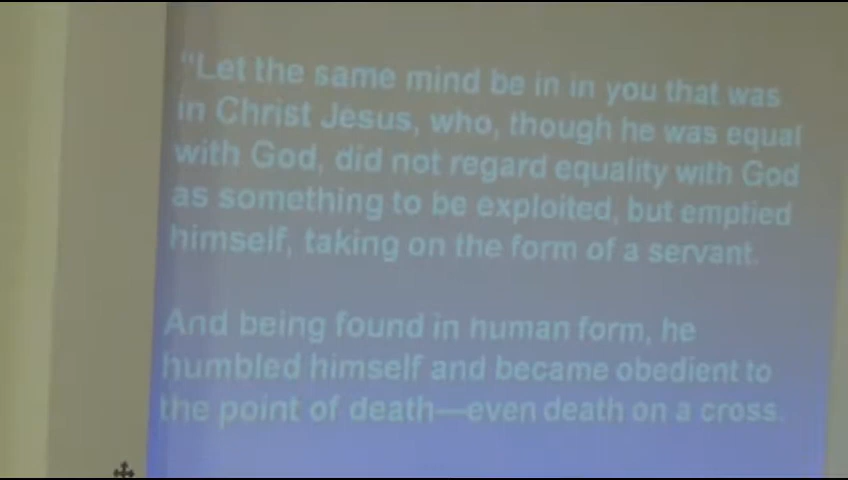 "Let the same mind be in in you that was
in Christ Jesus, who, though he was equal
with God, did not regard equality with God
as something to be exploited, but emptied
himself, taking on the form of a servant.
And being found in human form, he
humbled himself and became obedient to
the point of death—even death on a cross.